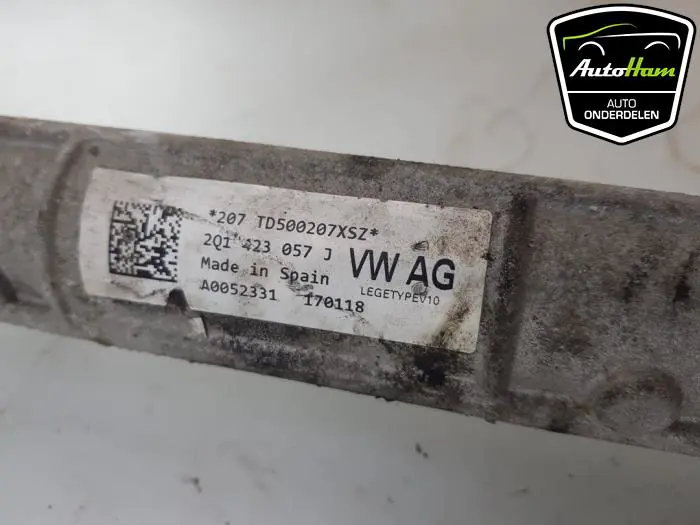 AutoHam
AUTO
ONDERDELEN
*207 TD500207XSZ*
2Q1 423 057 J
VW AG
Made in Spain
LEGETYPEV10
A0052331 170118